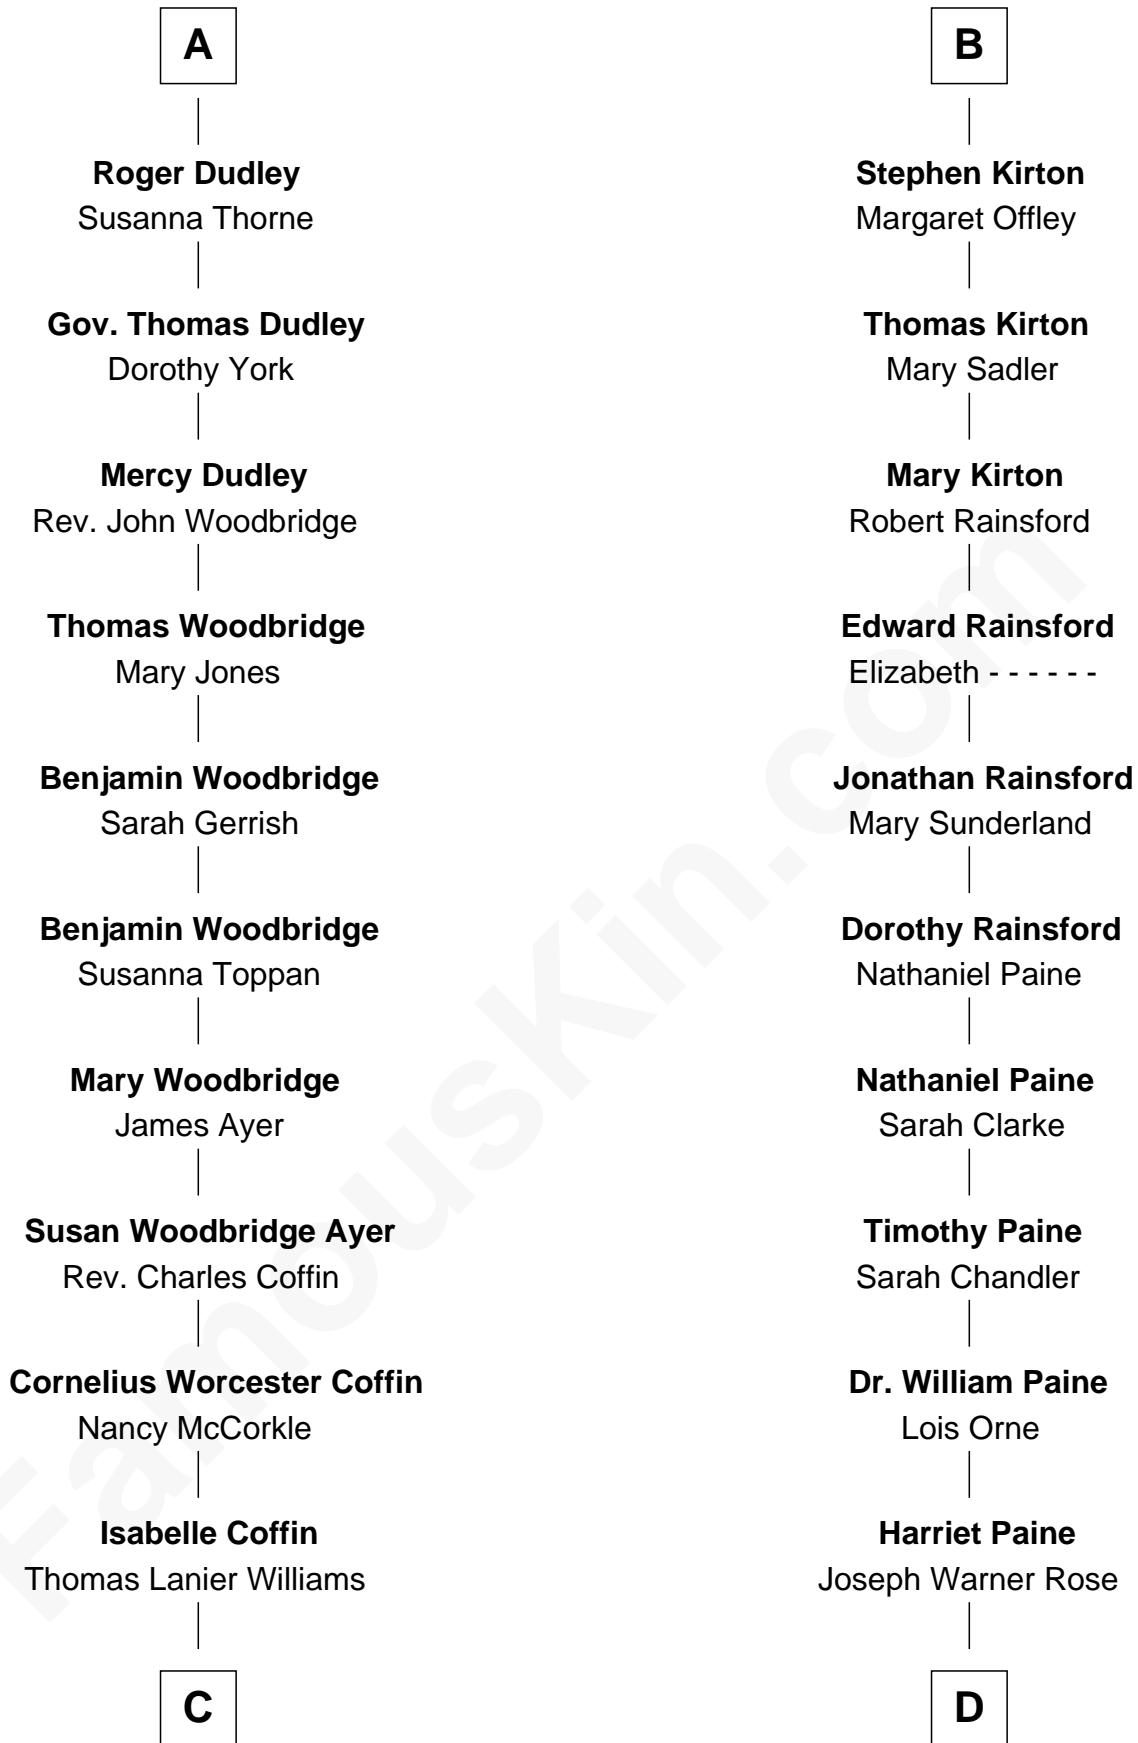 A
Roger Dudley
Susanna Thorne
Gov. Thomas Dudley
Dorothy York
Mercy Dudley
Rev. John Woodbridge
Thomas Woodbridge
Mary Jones
Benjamin Woodbridge
Sarah Gerrish
Benjamin Woodbridge
Susanna Toppan
Mary Woodbridge
James Ayer
Susan Woodbridge Ayer
Rev. Charles Coffin
Cornelius Worcester Coffin
Nancy McCorkle
Isabelle Coffin
Thomas Lanier Williams
C
B
Stephen Kirton
Margaret Offley
Thomas Kirton
Mary Sadler
Mary Kirton
Robert Rainsford
Edward Rainsford
Elizabeth - - - - - -
Jonathan Rainsford
Mary Sunderland
Dorothy Rainsford
Nathaniel Paine
Nathaniel Paine
Sarah Clarke
Timothy Paine
Sarah Chandler
Dr. William Paine
Lois Orne
Harriet Paine
Joseph Warner Rose
D
FamousKin.com